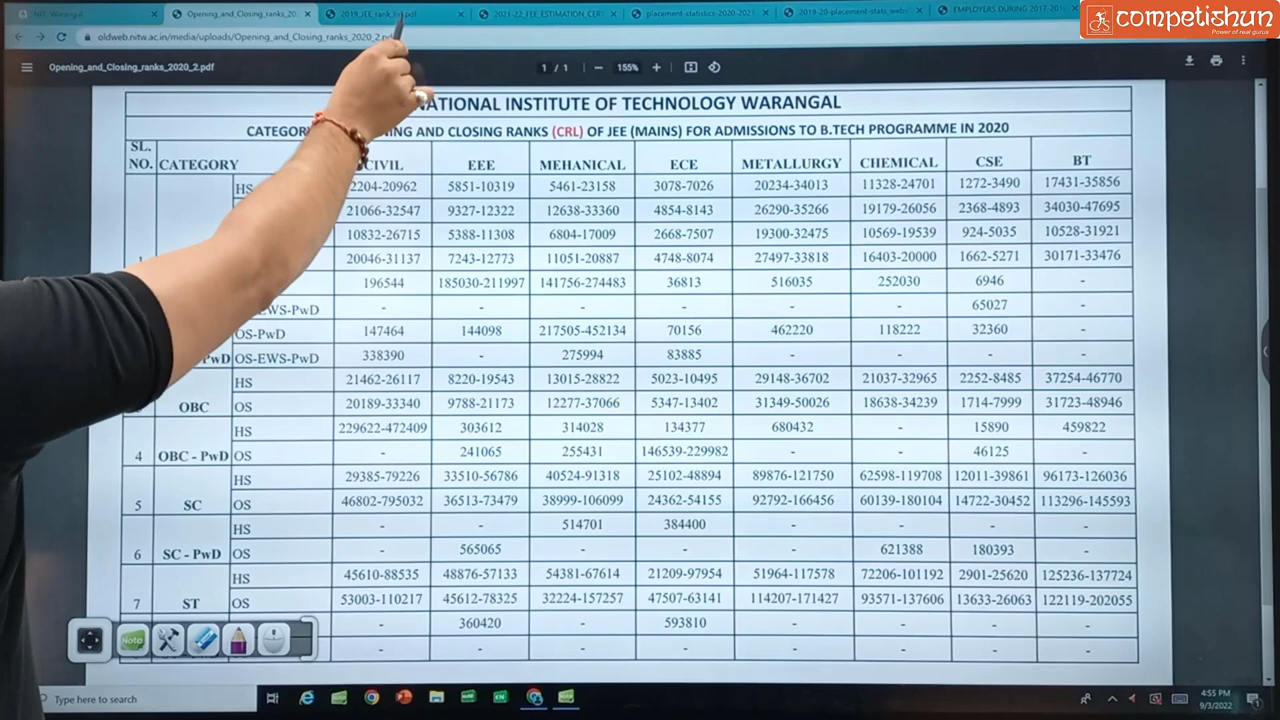 NIT, Warangal
Opening_and_Closing_ranks_20.
2019_JEE_rank_list.pdf
2021-22_FEE_ESTIMATION_CERT
placement-statistics-2020-2021
2019-20-placement-stats_webs
EMPLOYERS DURING 2017-2018
competishun
Power of real gurus
oldweb.nitw.ac.in/media/uploads/Opening_and_Closing_ranks_2020_2.pdf
Opening_and_Closing_ranks_2020_2.pdf
1 / 1
155%
NATIONAL INSTITUTE OF TECHNOLOGY WARANGAL
CATEGOR NING AND CLOSING RANKS (CRL) OF JEE (MAINS) FOR ADMISSIONS TO B.TECH PROGRAMME IN 2020
SL. NO. CATEGORY CIVIL EEE MEHANICAL ECE METALLURGY CHEMICAL CSE BT
HS 2204-20962 5851-10319 5461-23158 3078-7026 20234-34013 11328-24701 1272-3490 17431-35856
21066-32547 9327-12322 12638-33360 4854-8143 26290-35266 19179-26056 2368-4893 34030-47695
10832-26715 5388-11308 6804-17009 2668-7507 19300-32475 10569-19539 924-5035 10528-31921
20046-31137 7243-12773 11051-20887 4748-8074 27497-33818 16403-20000 1662-5271 30171-33476
196544 185030-211997 141756-274483 36813 516035 252030 6946 -
EWS-PwD - - - - - - 65027 -
OS-PwD 147464 144098 217505-452134 70156 462220 118222 32360 -
PwD OS-EWS-PwD 338390 - 275994 83885 - - - -
HS 21462-26117 8220-19543 13015-28822 5023-10495 29148-36702 21037-32965 2252-8485 37254-46770
OBC OS 20189-33340 9788-21173 12277-37066 5347-13402 31349-50026 18638-34239 1714-7999 31723-48946
HS 229622-472409 303612 314028 134377 680432 - 15890 459822
4 OBC - PwD OS - 241065 255431 146539-229982 - - 46125 -
HS 29385-79226 33510-56786 40524-91318 25102-48894 89876-121750 62598-119708 12011-39861 96173-126036
5 SC OS 46802-795032 36513-73479 38999-106099 24362-54155 92792-166456 60139-180104 14722-30452 113296-145593
HS - - 514701 384400 - - - -
6 SC - PwD OS - 565065 - - - 621388 180393 -
HS 45610-88535 48876-57133 54381-67614 21209-97954 51964-117578 72206-101192 2901-25620 125236-137724
7 ST OS 53003-110217 45612-78325 32224-157257 47507-63141 114207-171427 93571-137606 13633-26063 122119-202055
- 360420 - 593810 - - - -
- - - - - - - -
Note
Type here to search
4:55 PM
9/3/2022